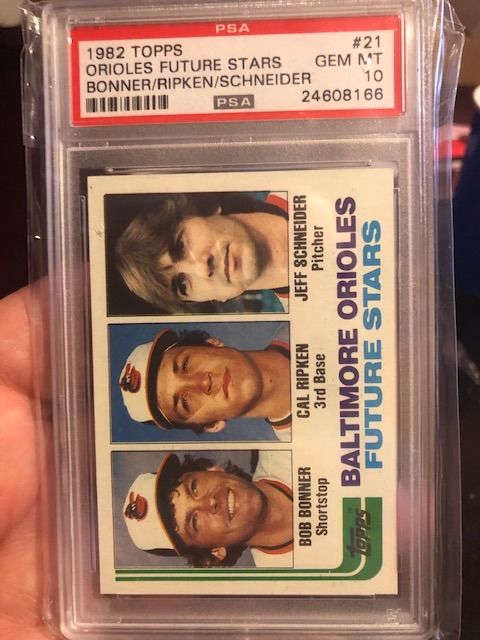 PSA
1982 TOPPS #21
ORIOLES FUTURE STARS GEM MT
BONNER/RIPKEN/SCHNEIDER 10
PSA 24608166
BOB BONNER
Shortstop
CAL RIPKEN
3rd Base
JEFF SCHNEIDER
Pitcher
BALTIMORE ORIOLES
FUTURE STARS
TOPPS